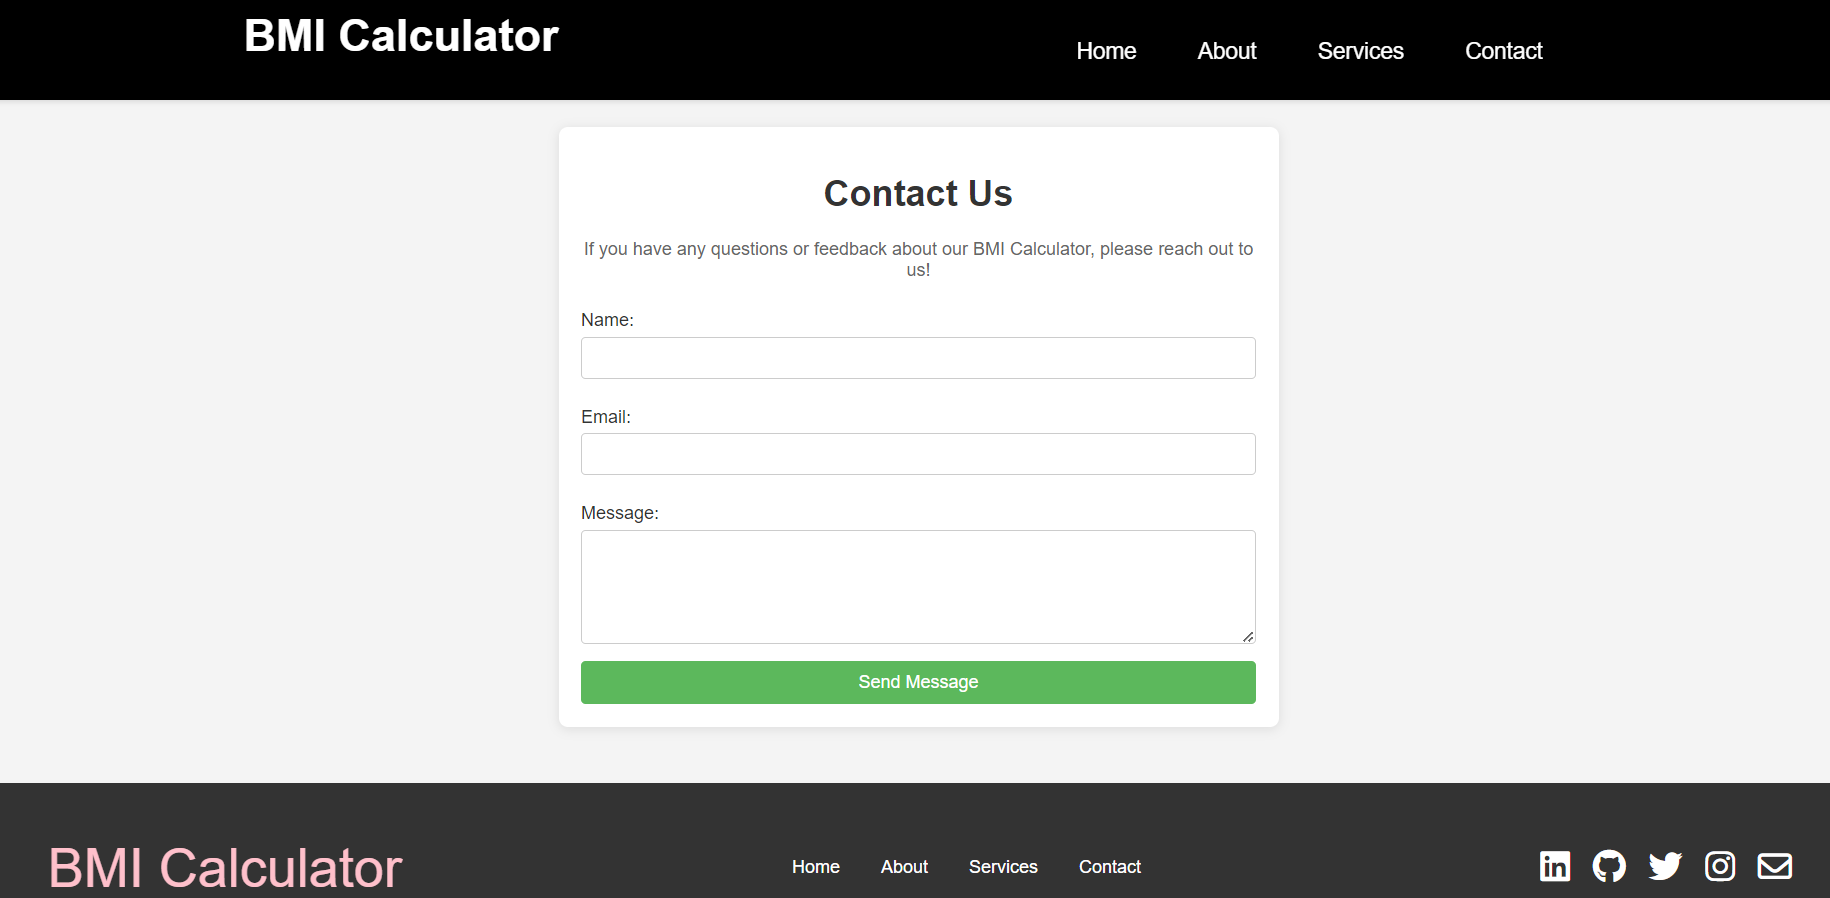 BMI Calculator
Home About Services Contact
Contact Us
If you have any questions or feedback about our BMI Calculator, please reach out to
us!
Name:
Email:
Message:
Send Message
BMI Calculator
Home About Services Contact